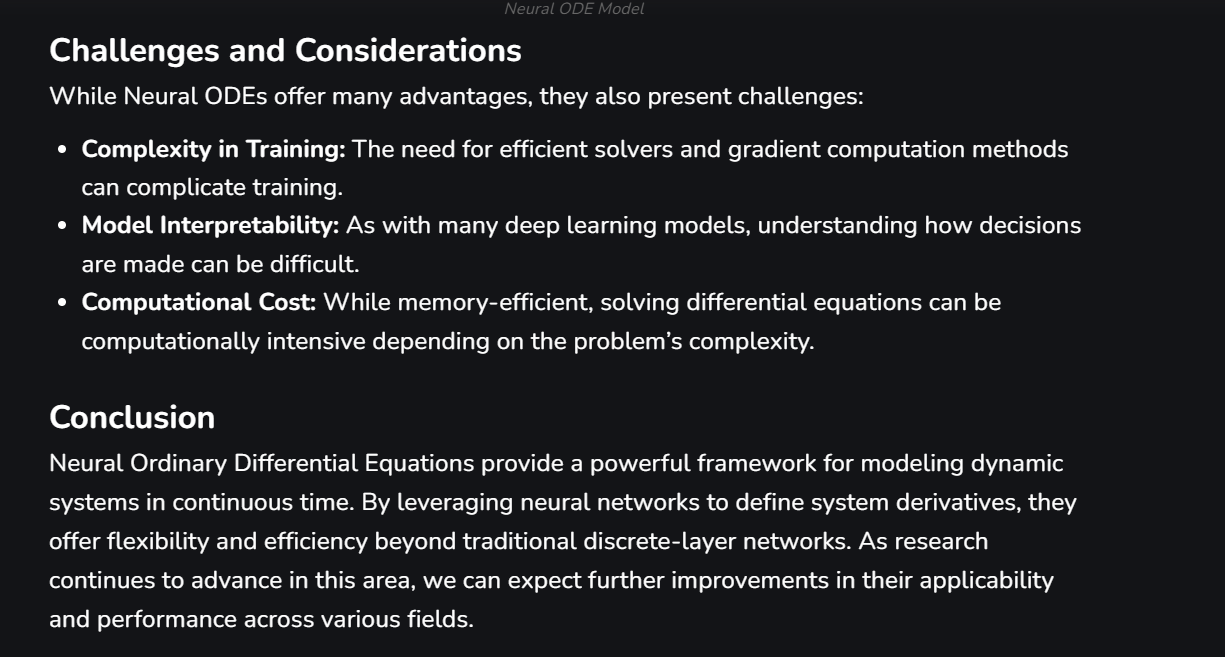 Neural ODE Model
Challenges and Considerations
While Neural ODEs offer many advantages, they also present challenges:
• Complexity in Training: The need for efficient solvers and gradient computation methods
can complicate training.
• Model Interpretability: As with many deep learning models, understanding how decisions
are made can be difficult.
• Computational Cost: While memory-efficient, solving differential equations can be
computationally intensive depending on the problem’s complexity.
Conclusion
Neural Ordinary Differential Equations provide a powerful framework for modeling dynamic
systems in continuous time. By leveraging neural networks to define system derivatives, they
offer flexibility and efficiency beyond traditional discrete-layer networks. As research
continues to advance in this area, we can expect further improvements in their applicability
and performance across various fields.